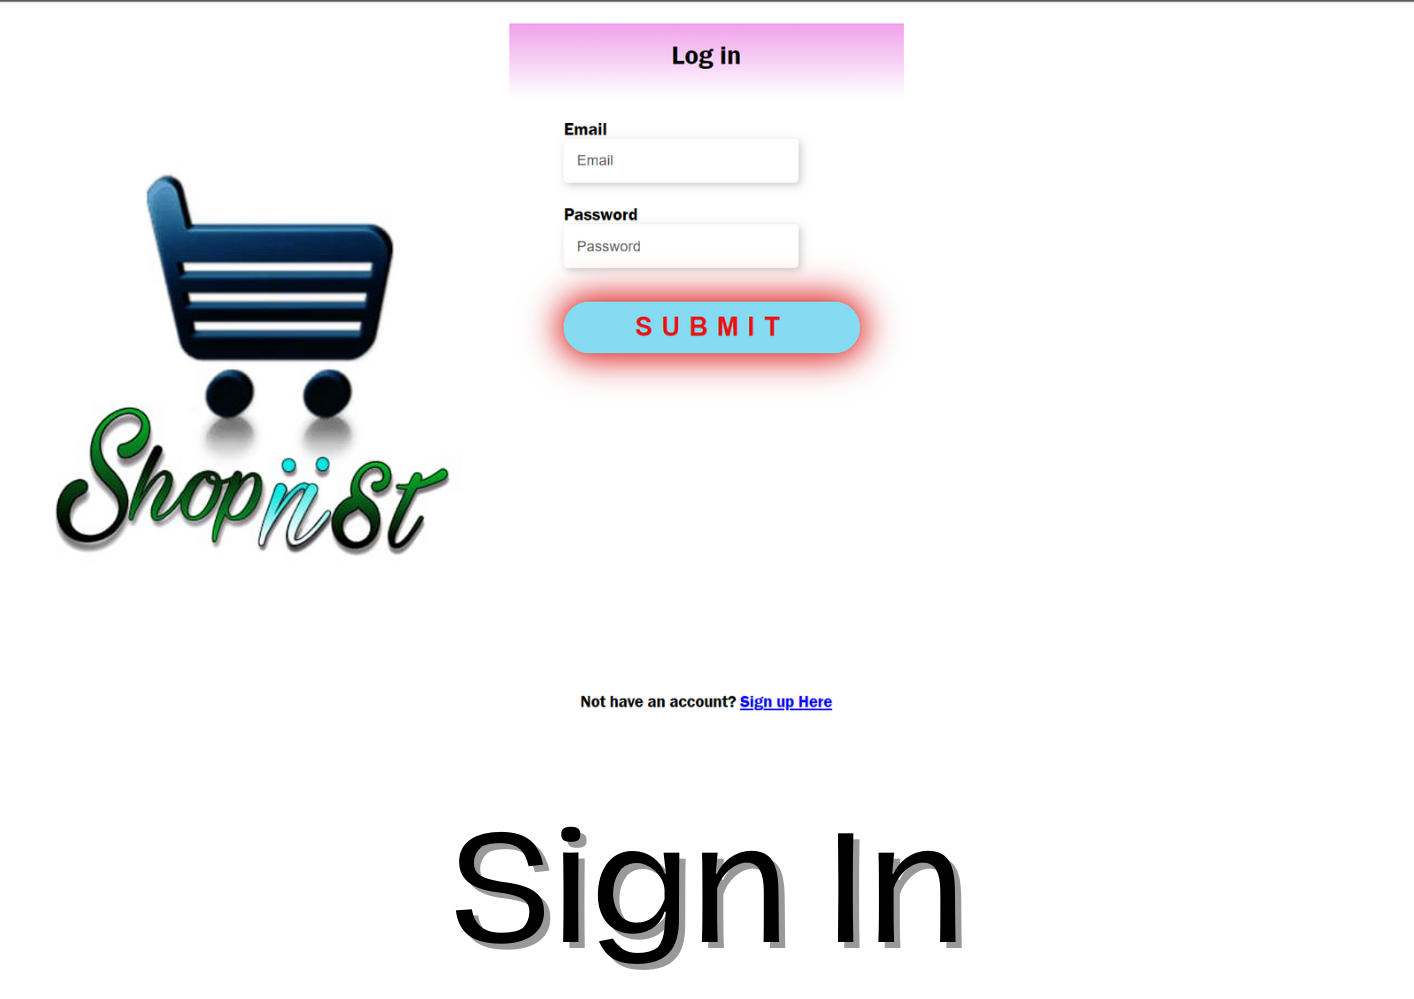 Log in
Email
Email
Password
Password
SUBMIT
Shopnist
Not have an account? Sign up Here
Sign In